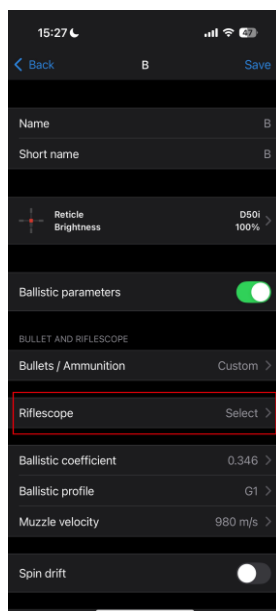 15:27 47
Back B Save
Name B
Short name B
Reticle D50i
Brightness 100%
Ballistic parameters
BULLET AND RIFLESCOPE
Bullets / Ammunition Custom
Riflescope Select
Ballistic coefficient 0.346
Ballistic profile G1
Muzzle velocity 980 m/s
Spin drift